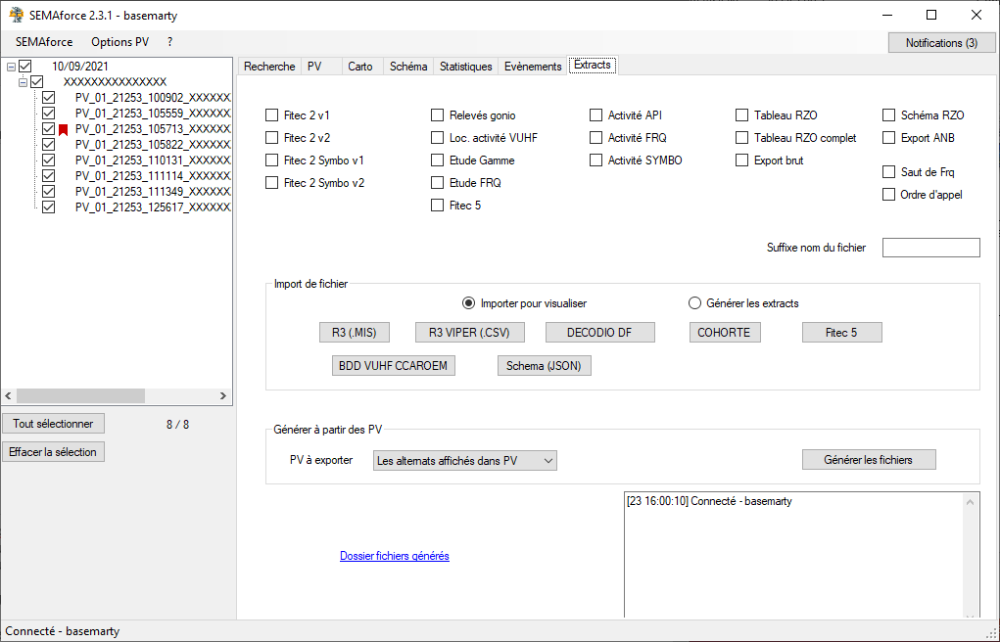 SEMAforce 2.3.1 - basemarty
SEMAforce Options PV ?
Notifications (3)
10/09/2021
XXXXXXXXXXXXXXX
PV_01_21253_100902_XXXXXX
PV_01_21253_105559_XXXXXX
PV_01_21253_105713_XXXXXX
PV_01_21253_105822_XXXXXX
PV_01_21253_110131_XXXXXX
PV_01_21253_111114_XXXXXX
PV_01_21253_111349_XXXXXX
PV_01_21253_125617_XXXXXX
Tout sélectionner 8 / 8
Effacer la sélection
Recherche PV Carto Schéma Statistiques Evènements Extracts
Fitec 2 v1 Relevés gonio Activité API Tableau RZO Schéma RZO
Fitec 2 v2 Loc. activité VUHF Activité FRQ Tableau RZO complet Export ANB
Fitec 2 Symbo v1 Etude Gamme Activité SYMBO Export brut
Saut de Frq
Fitec 2 Symbo v2 Etude FRQ
Ordre d'appel
Fitec 5
Suffixe nom du fichier
Import de fichier
Importer pour visualiser Générer les extracts
R3 (.MIS) R3 VIPER (.CSV) DECODIO DF COHORTE Fitec 5
BDD VUHF CCAROEM Schema (JSON)
Générer à partir des PV
PV à exporter Les alternats affichés dans PV Générer les fichiers
[23 16:00:10] Connecté - basemarty
Dossier fichiers générés
Connecté - basemarty